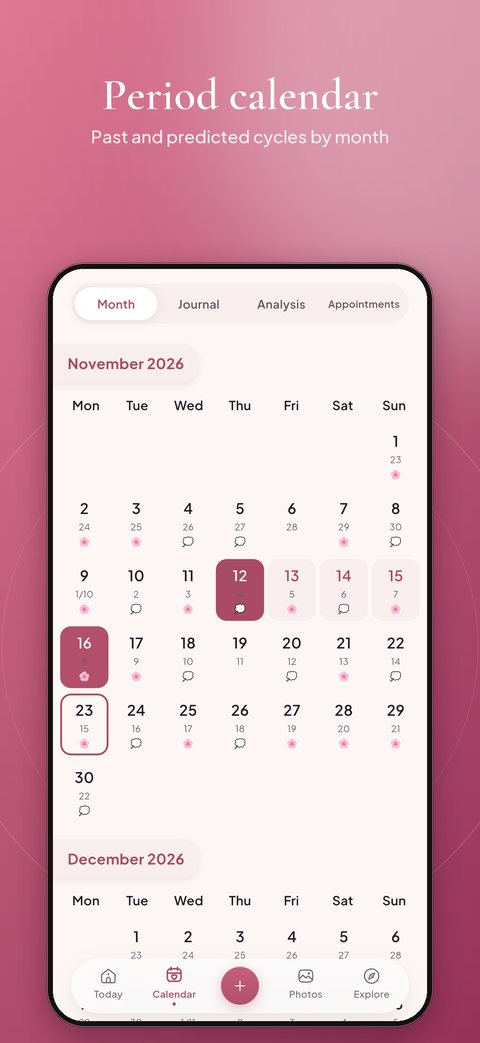 Period calendar
Past and predicted cycles by month
Month Journal Analysis Appointments
November 2026
Mon Tue Wed Thu Fri Sat Sun
1
23
2 3 4 5 6 7 8
24 25 26 27 28 29 30
9 10 11 12 13 14 15
1/10 2 3 4 5 6 7
16 17 18 19 20 21 22
8 9 10 11 12 13 14
23 24 25 26 27 28 29
15 16 17 18 19 20 21
30
22
December 2026
Mon Tue Wed Thu Fri Sat Sun
1 2 3 4 5 6
23 24 25 26 27 28
Today Calendar Photos Explore